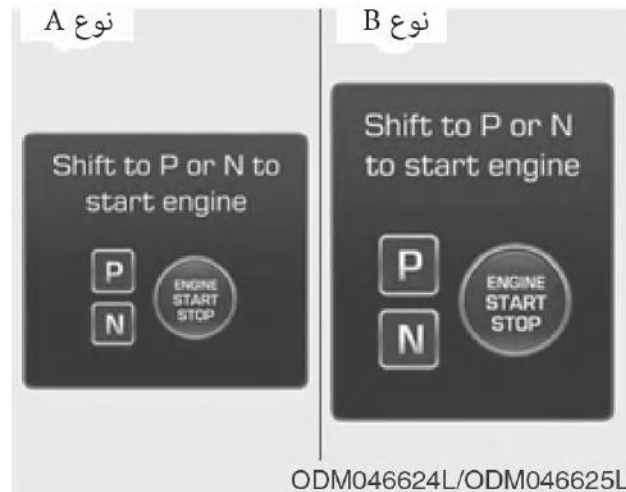 نوع A
Shift to P or N to
start engine
P
N
ENGINE
START
STOP
نوع B
Shift to P or N
to start engine
P
N
ENGINE
START
STOP
ODM046624L/ODM046625L